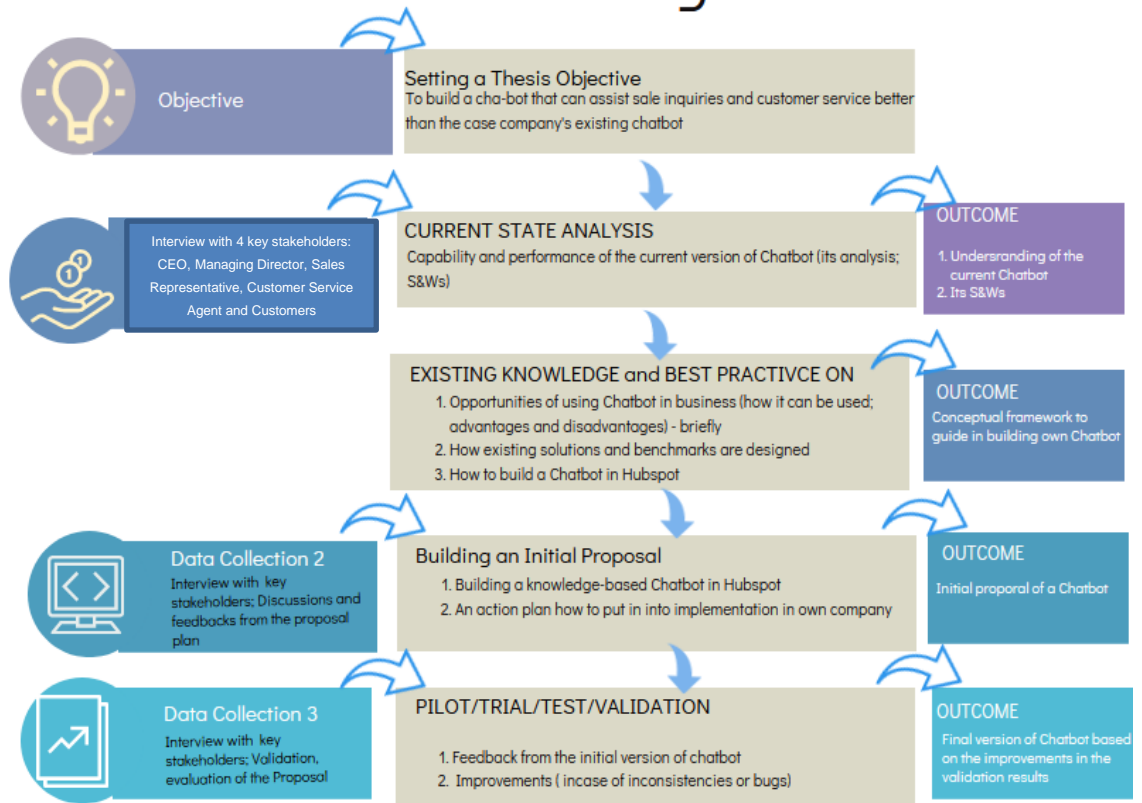 Objective
Setting a Thesis Objective
To build a cha-bot that can assist sale inquiries and customer service better
than the case company's existing chatbot
Interview with 4 key stakeholders:
CEO, Managing Director, Sales
Representative, Customer Service
Agent and Customers
CURRENT STATE ANALYSIS
Capability and performance of the current version of Chatbot (its analysis;
S&Ws)
OUTCOME
1. Undersranding of the
current Chatbot
2. Its S&Ws
EXISTING KNOWLEDGE and BEST PRACTIVCE ON
1. Opportunities of using Chatbot in business (how it can be used;
advantages and disadvantages) - briefly
2. How existing solutions and benchmarks are designed
3. How to build a Chatbot in Hubspot
OUTCOME
Conceptual framework to
guide in building own Chatbot
Data Collection 2
Interview with key
stakeholders; Discussions and
feedbacks from the proposal
plan
Building an Initial Proposal
1. Building a knowledge-based Chatbot in Hubspot
2. An action plan how to put in into implementation in own company
OUTCOME
Initial proporal of a Chatbot
Data Collection 3
Interview with key
stakeholders; Validation,
evaluation of the Proposal
PILOT/TRIAL/TEST/VALIDATION
1. Feedback from the initial version of chatbot
2. Improvements ( incase of inconsistencies or bugs)
OUTCOME
Final version of Chatbot based
on the improvements in the
validation results